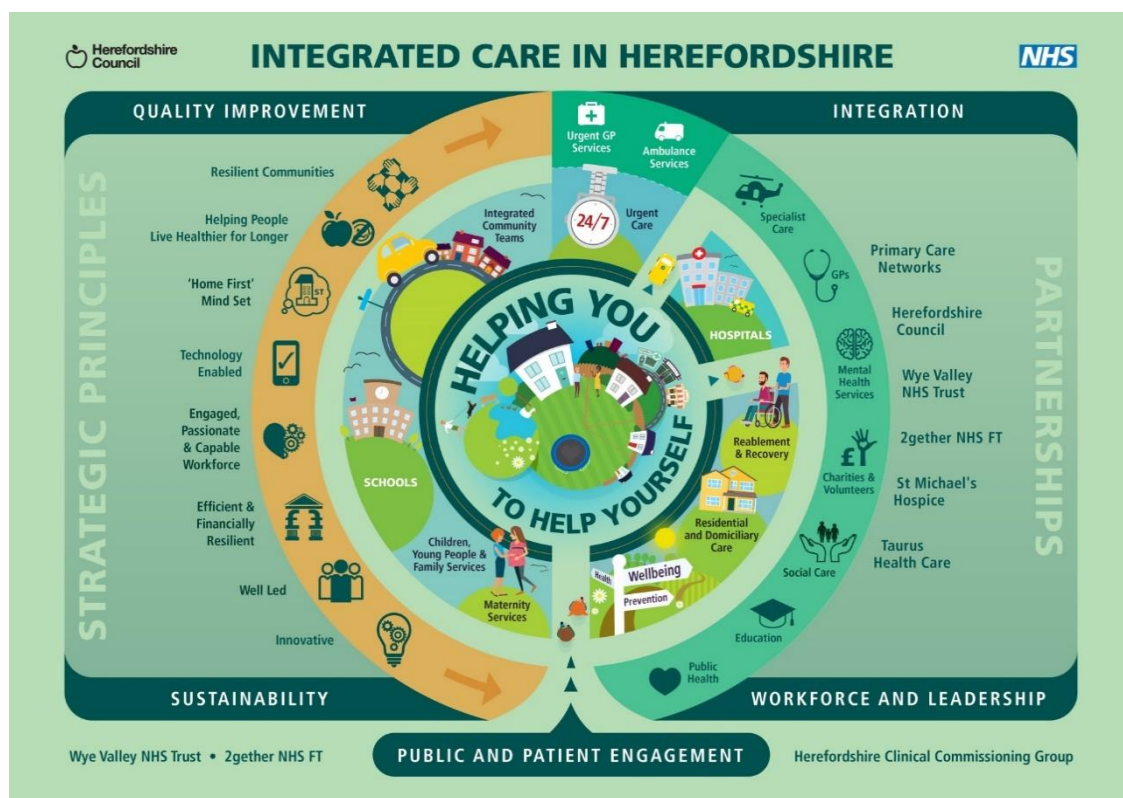 Herefordshire
Council
INTEGRATED CARE IN HEREFORDSHIRE
NHS
QUALITY IMPROVEMENT
INTEGRATION
STRATEGIC PRINCIPLES
Resilient Communities
Helping People
Live Healthier for Longer
'Home First'
Mind Set
1ST
Technology
Enabled
Engaged,
Passionate
& Capable
Workforce
Efficient &
Financially
Resilient
££
Well Led
Innovative
Urgent GP
Services
Ambulance
Services
Integrated
Community
Teams
24/7
Urgent
Care
HOSPITALS
HELPING YOU
TO HELP YOURSELF
SCHOOLS
Reablement
& Recovery
Residential
and Domiciliary
Care
Children,
Young People &
Family Services
Maternity
Services
Health
Wellbeing
Prevention
Specialist
Care
GPs
Mental
Health
Services
£
Charities &
Volunteers
Social Care
Education
Public
Health
Primary Care
Networks
Herefordshire
Council
Wye Valley
NHS Trust
2gether NHS FT
St Michael's
Hospice
Taurus
Health Care
PARTNERSHIPS
SUSTAINABILITY
WORKFORCE AND LEADERSHIP
Wye Valley NHS Trust • 2gether NHS FT
PUBLIC AND PATIENT ENGAGEMENT
Herefordshire Clinical Commissioning Group